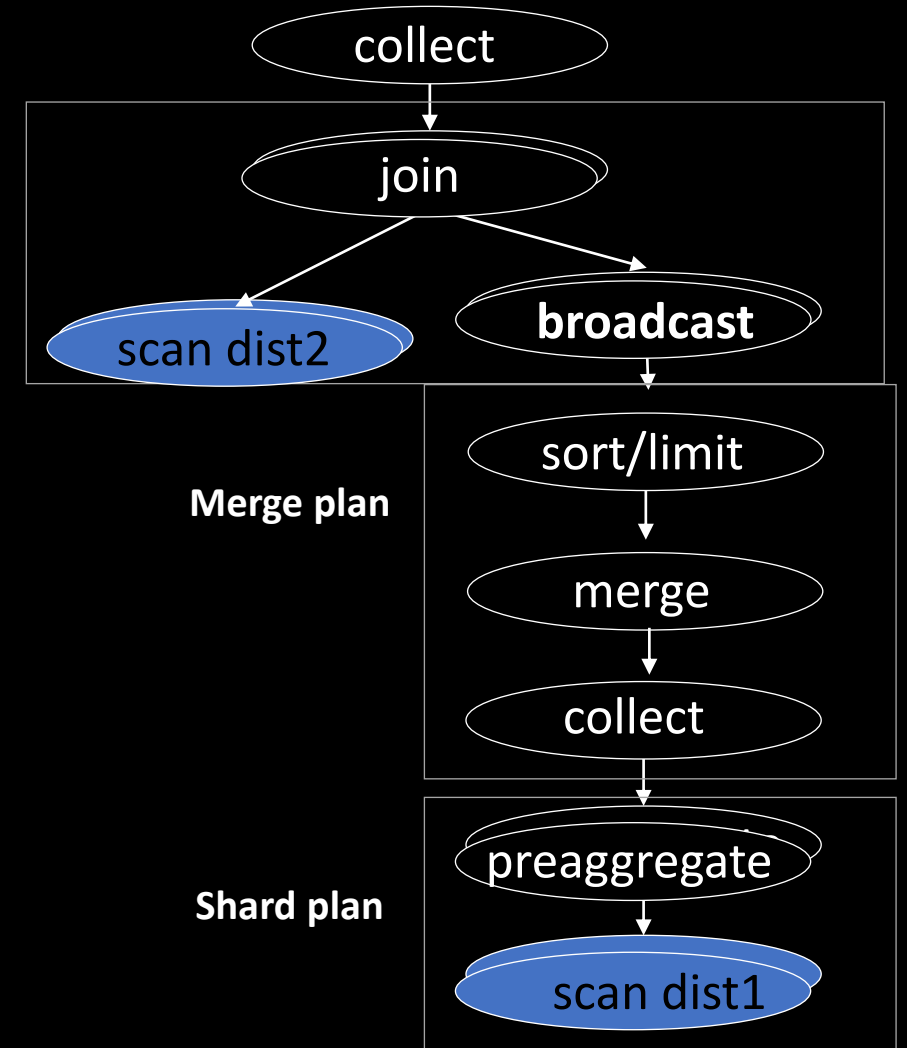 collect
join
scan dist2
broadcast
sort/limit
Merge plan
merge
collect
preaggregate
Shard plan
scan dist1